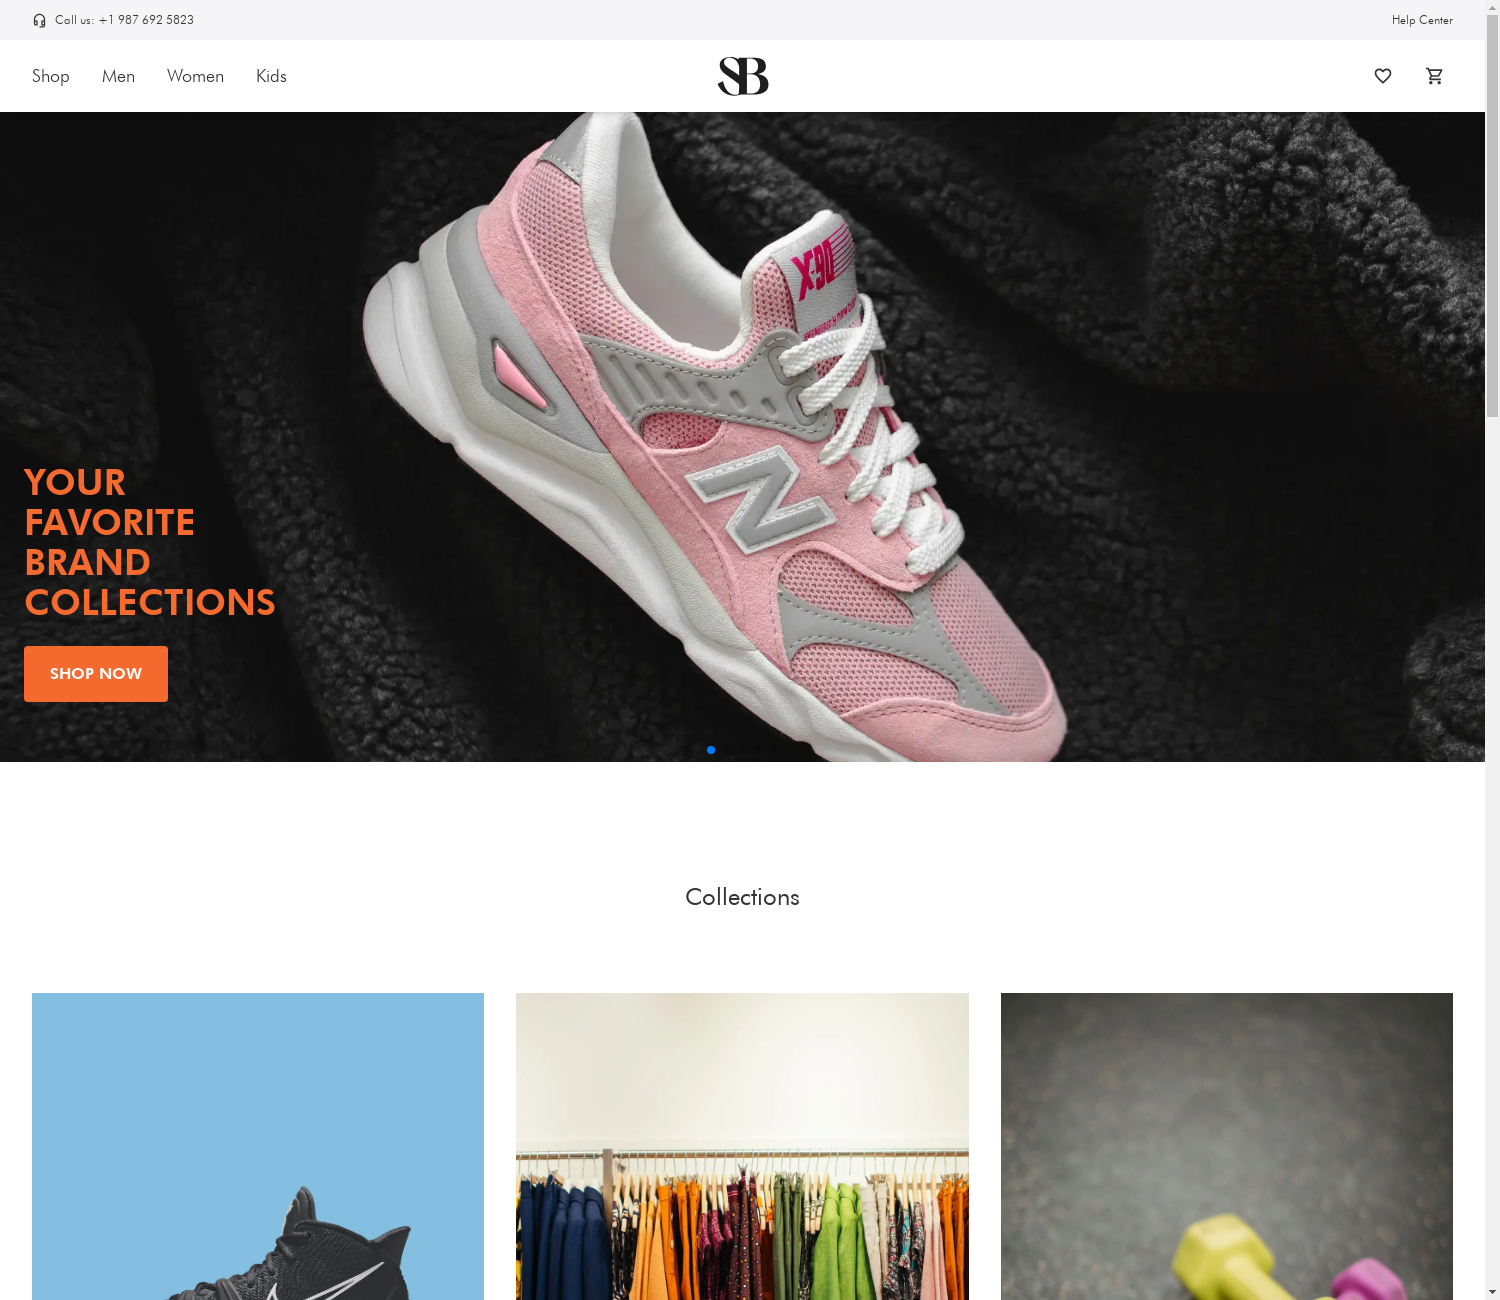 Call us: +1 987 692 5823
Help Center
Shop
Men
Women
Kids
SB
X-90
YOUR
FAVORITE
BRAND
COLLECTIONS
SHOP NOW
N
Collections